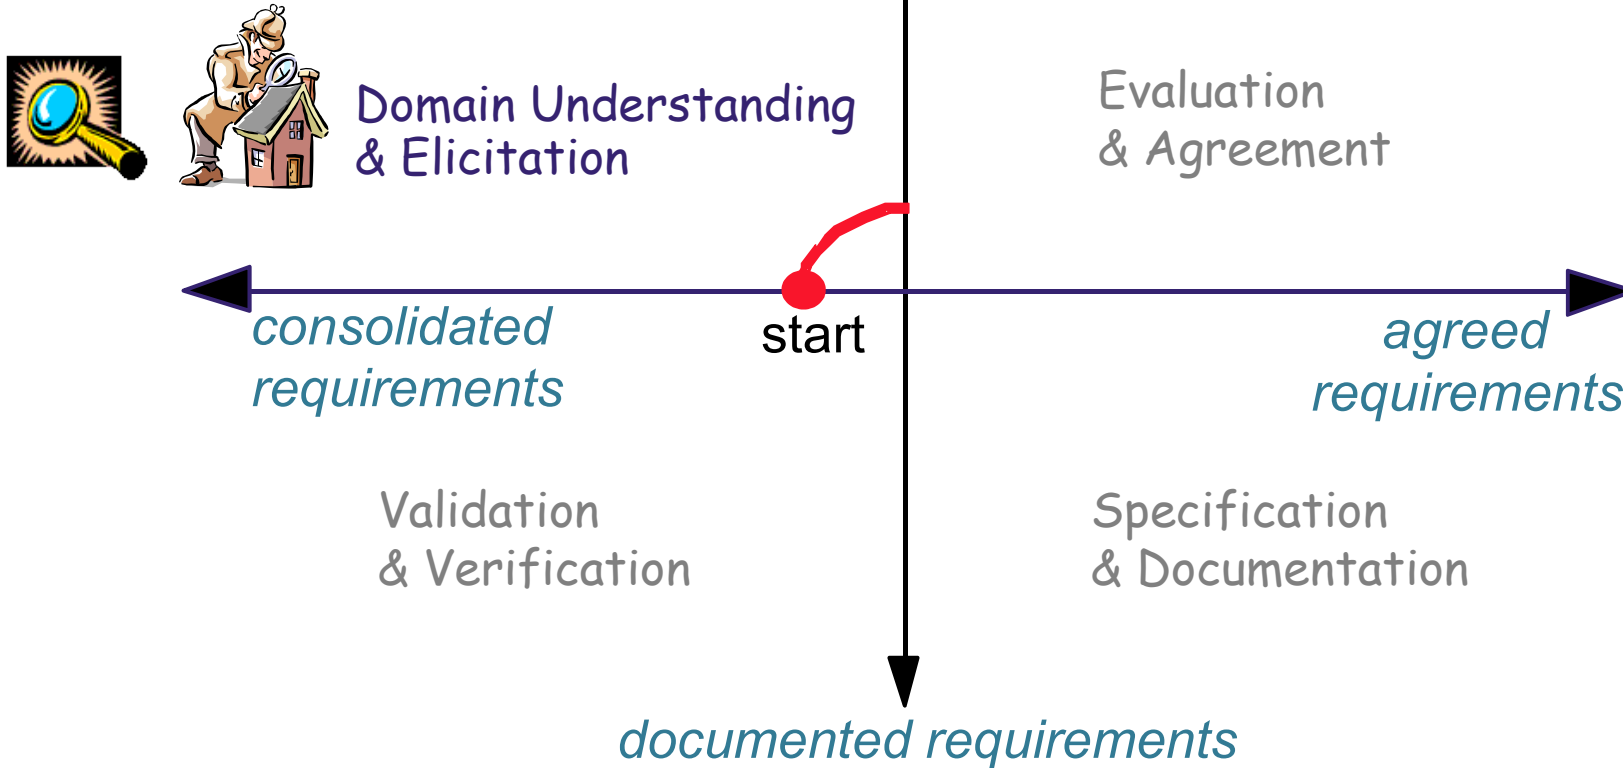 Domain Understanding
& Elicitation
Evaluation
& Agreement
consolidated
requirements
start
agreed
requirements
Validation
& Verification
Specification
& Documentation
documented requirements